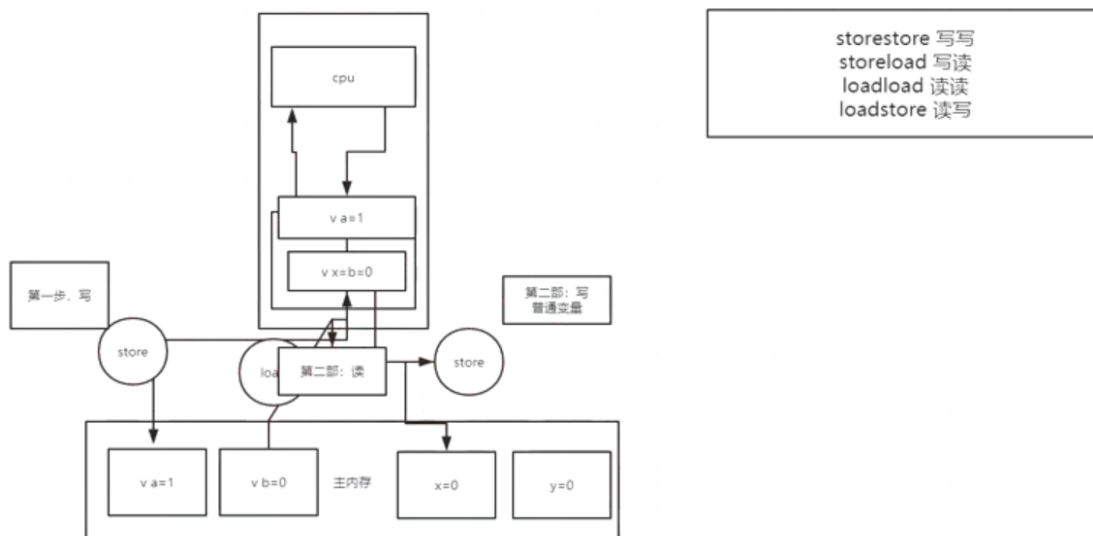 cpu
storestore 写写
storeload 写读
loadload 读读
loadstore 读写
v a=1
v x=b=0
第一步，写
第二部：写
普通变量
store
第二部：读
store
v a=1
v b=0
主内存
x=0
y=0